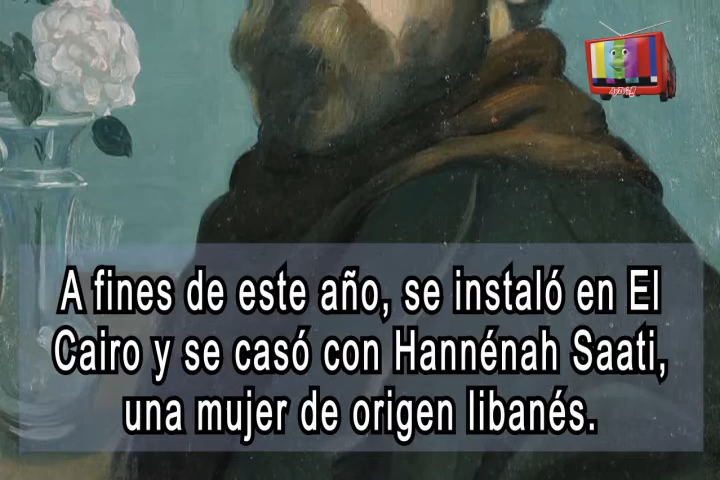 A fines de este año, se instaló en El
Cairo y se casó con Hannénah Saati,
una mujer de origen libanés.